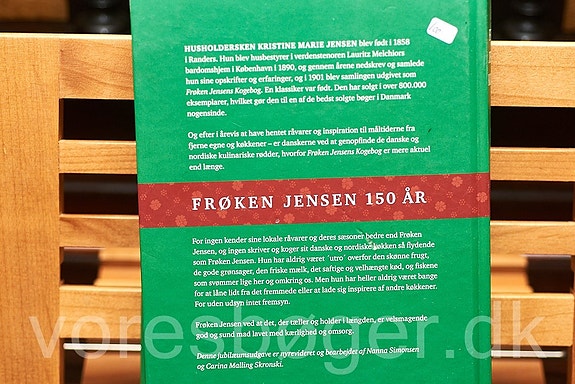 HUSHOLDERSKEN KRISTINE MARIE JENSEN blev født i 1858
i Randers. Hun blev husbestyrer i verdenstenoren Lauritz Melchiors
bardomshjem i København i 1890, og gennem årene nedskrev og samlede
hun sine opskrifter og erfaringer, og i 1901 blev samlingen udgivet som
Frøken Jensens Kogebog. En klassiker var født. Den har solgt i over 800.000
eksemplarer, hvilket gør den til en af de bedst solgte bøger i Danmark
nogensinde.
Og efter i årevis at have hentet råvarer og inspiration til måltiderne fra
fjerne egne og køkkener – er danskerne ved at genopfinde de danske og
nordiske kulinariske rødder, hvorfor Frøken Jensens Kogebog er mere aktuel
end længe.
FRØKEN JENSEN 150 ÅR
For ingen kender sine lokale råvarer og deres sæsoner bedre end Frøken
Jensen, og ingen skriver og koger sit danske og nordiske køkken så flydende
som Frøken Jensen. Hun har aldrig været ´utro´ overfor den skønne frugt,
de gode grønsager, den friske mælk, det saftige og velhængte kød, og fiskene
som svømmer lige her og omkring os. Men hun har heller aldrig været bange
for at låne lidt fra det fremmede eller at lade sig inspirere af andre køkkener.
For uden udsyn intet fremsyn.
Frøken Jensen ved at det, der tæller og holder i længden, er velsmagende
god og sund mad lavet med kærlighed og omsorg.
voresbøger.dk
Denne jubilæumsudgave er nyrevideret og bearbejdet af Nanna Simonsen
og Carina Malling Skronski.